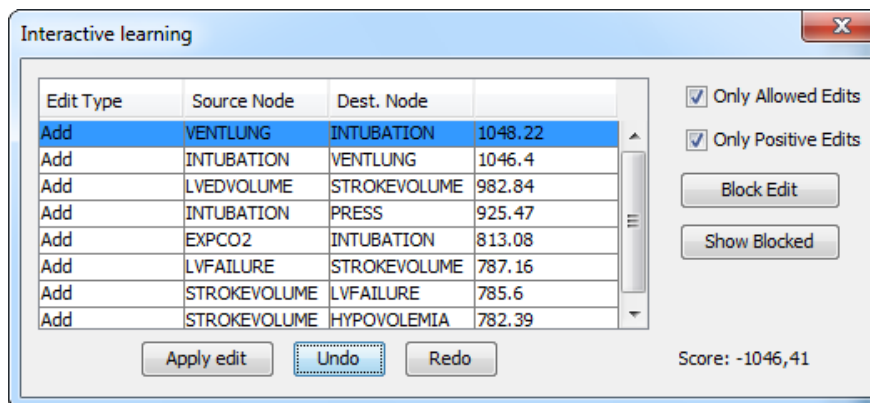 Interactive learning
Edit Type Source Node Dest. Node
Add VENTLUNG INTUBATION 1048.22
Add INTUBATION VENTLUNG 1046.4
Add LVEDVOLUME STROKEVOLUME 982.84
Add INTUBATION PRESS 925.47
Add EXPCO2 INTUBATION 813.08
Add LVFAILURE STROKEVOLUME 787.16
Add STROKEVOLUME LVFAILURE 785.6
Add STROKEVOLUME HYPOVOLEMIA 782.39
Only Allowed Edits
Only Positive Edits
Block Edit
Show Blocked
Apply edit Undo Redo Score: -1046,41